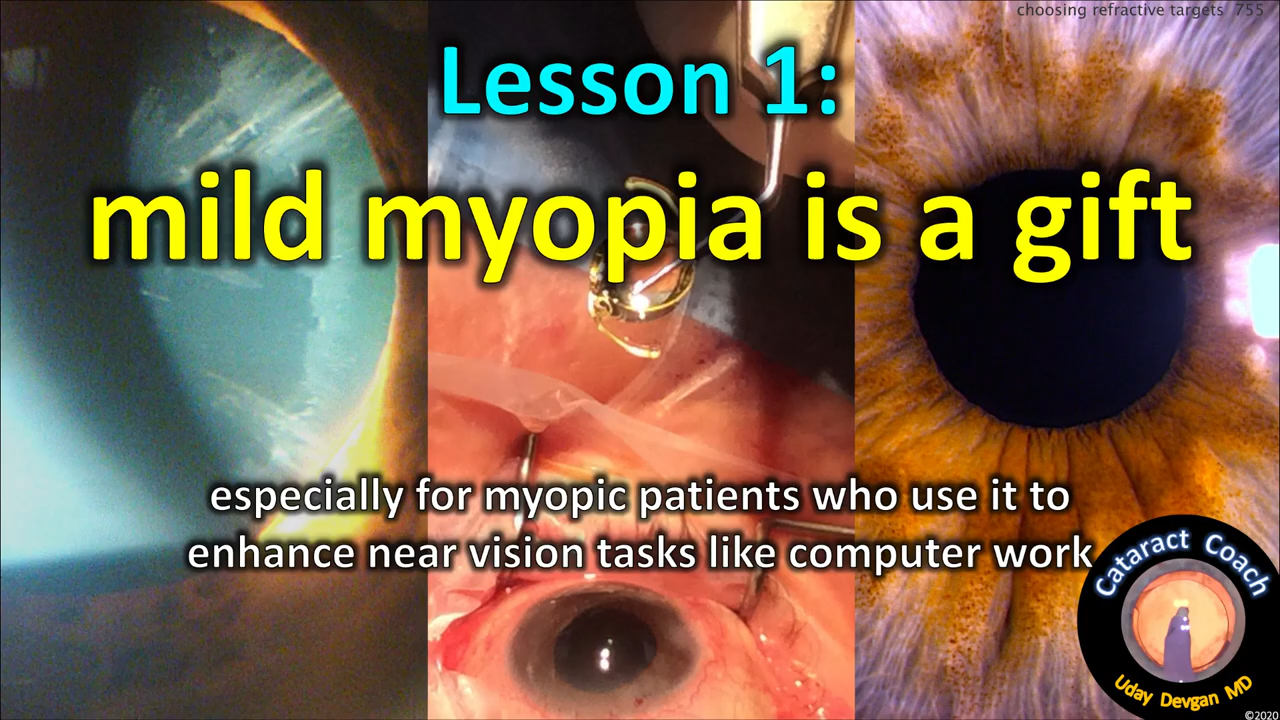 choosing refractive targets 755
Lesson 1:
mild myopia is a gift
especially for myopic patients who use it to
enhance near vision tasks like computer work
Cataract Coach
Uday Devgan MD
©2020